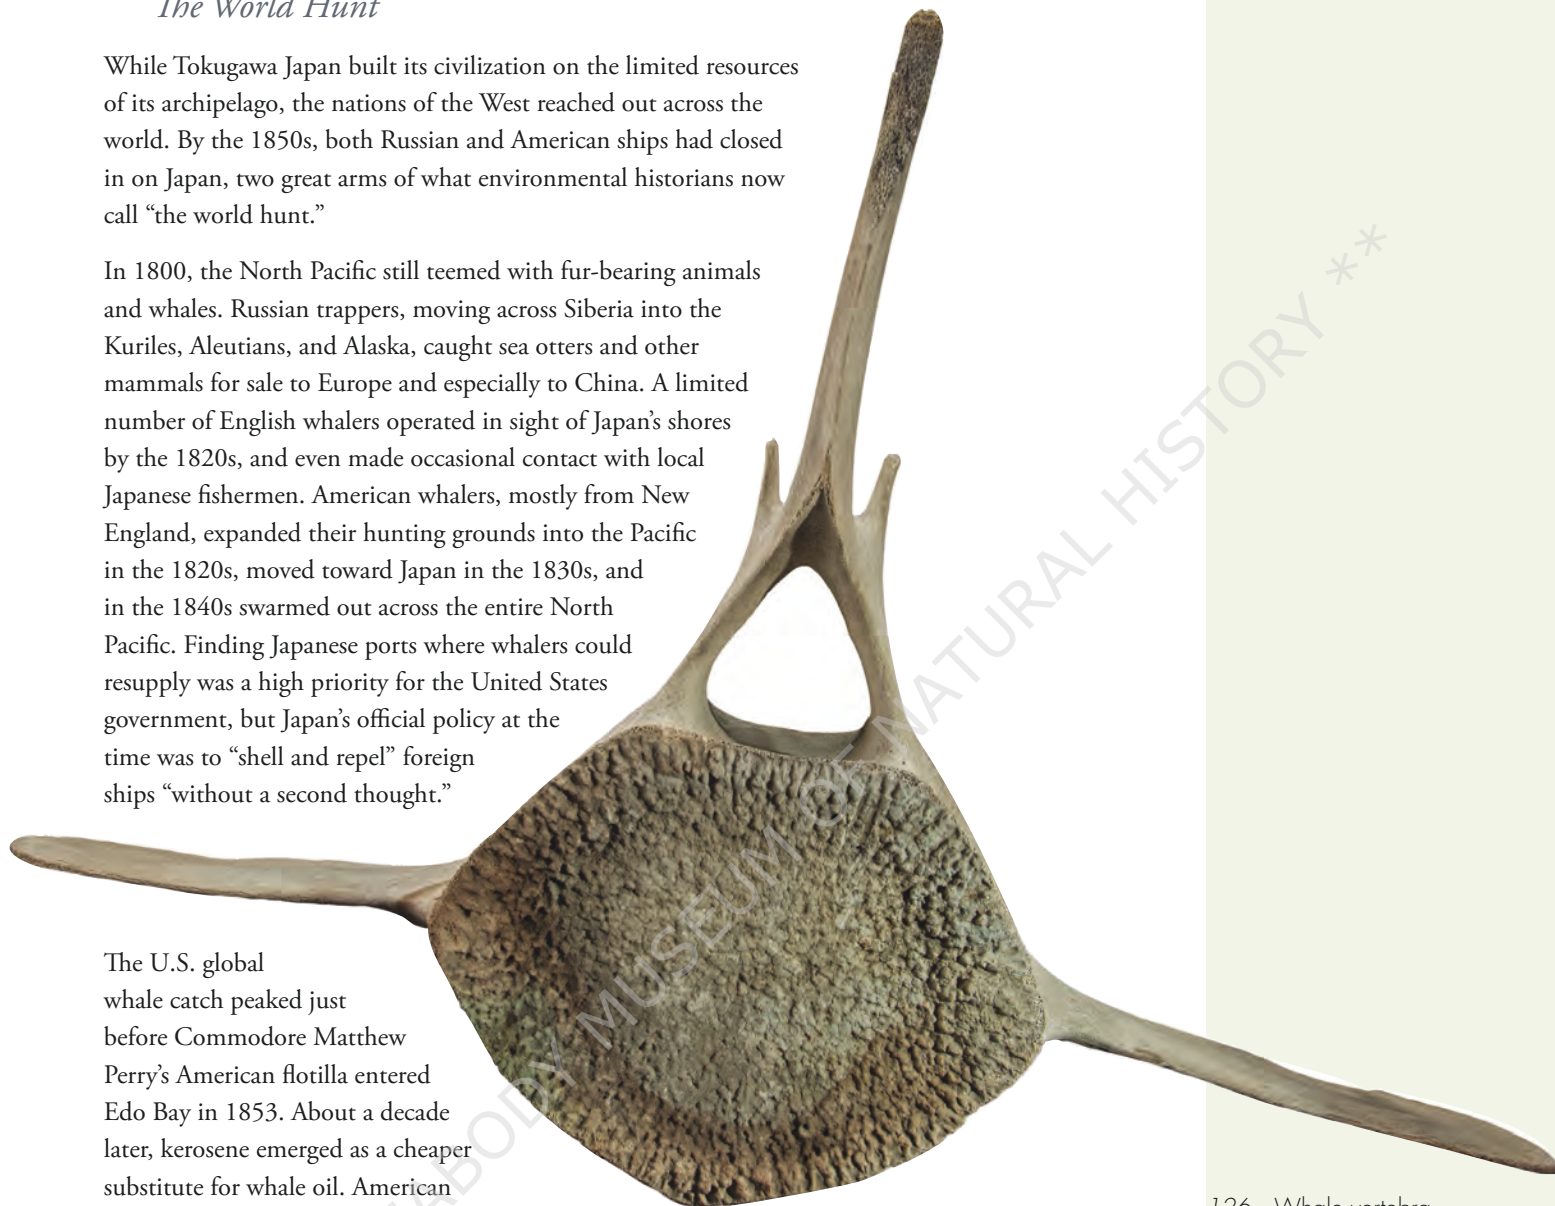 The World Hunt
While Tokugawa Japan built its civilization on the limited resources
of its archipelago, the nations of the West reached out across the
world. By the 1850s, both Russian and American ships had closed
in on Japan, two great arms of what environmental historians now
call “the world hunt.”
In 1800, the North Pacific still teemed with fur-bearing animals
and whales. Russian trappers, moving across Siberia into the
Kuriles, Aleutians, and Alaska, caught sea otters and other
mammals for sale to Europe and especially to China. A limited
number of English whalers operated in sight of Japan’s shores
by the 1820s, and even made occasional contact with local
Japanese fishermen. American whalers, mostly from New
England, expanded their hunting grounds into the Pacific
in the 1820s, moved toward Japan in the 1830s, and
in the 1840s swarmed out across the entire North
Pacific. Finding Japanese ports where whalers could
resupply was a high priority for the United States
government, but Japan’s official policy at the
time was to “shell and repel” foreign
ships “without a second thought.”
The U.S. global
whale catch peaked just
before Commodore Matthew
Perry’s American flotilla entered
Edo Bay in 1853. About a decade
later, kerosene emerged as a cheaper
substitute for whale oil. American
126 Whale vertebra
EABODY MUSEUM OF NATURAL HISTORY **